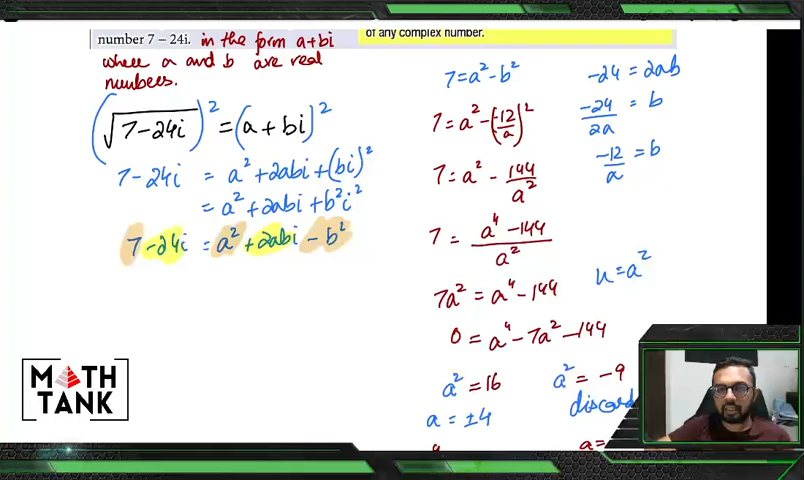 number 7 – 24i. in the form a+bi
where a and b are real
numbers.
of any complex number.
(√7-24i)² = (a + bi)²
7-24i = a² + 2abi + (bi)²
= a² + 2abi + b²i²
7 -24i = a² + 2abi - b²
7 = a² - b²
7 = a² - (-12/a)²
7 = a² - 144/a²
7 = a⁴ - 144/a²
7a² = a⁴ - 144
0 = a⁴ - 7a² - 144
a² = 16
a = ±4
-24 = 2ab
-24/2a = b
-12/a = b
u = a²
a² = -9
discard
a=
MATH
TANK